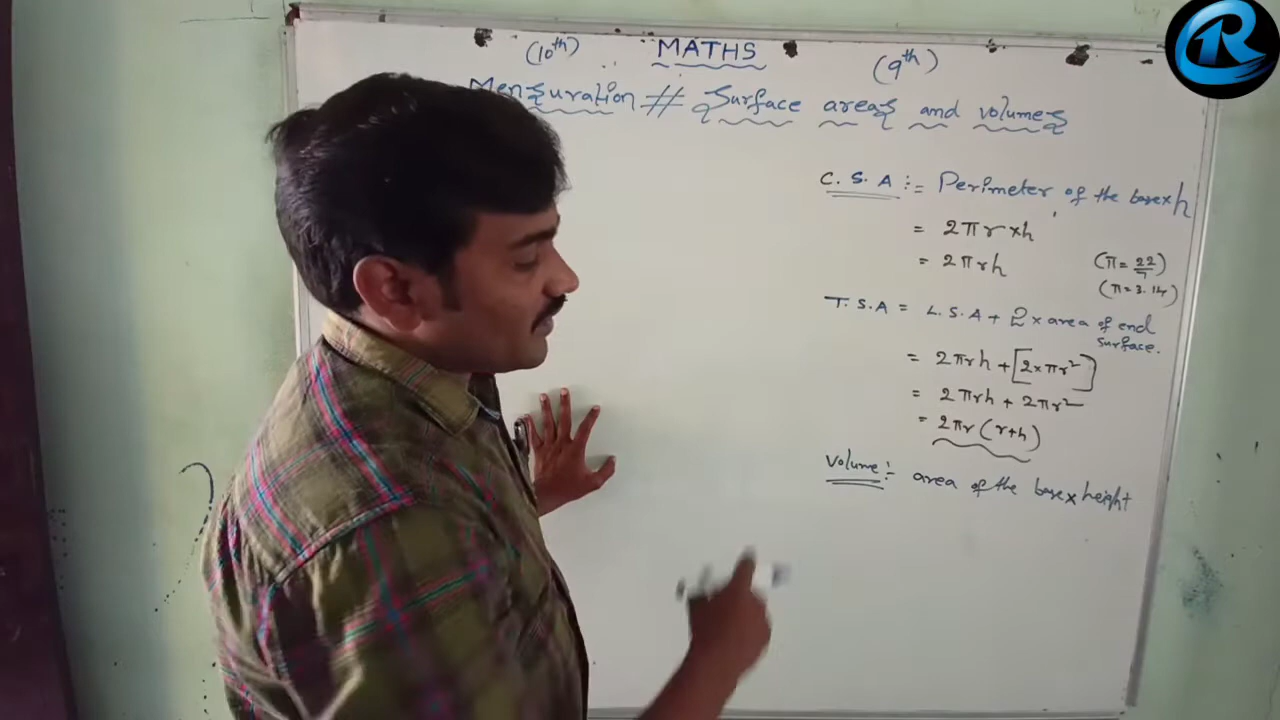 (10th) MATHS (9th)
Mensuration // Surface areas and volumes
C. S. A :- = Perimeter of the base×h
= 2πr×h
= 2πrh
(π = 22/7)
(π = 3.14)
T. S. A = L. S. A + 2 × area of end
surface.
= 2πrh + [2×πr²]
= 2πrh + 2πr²
= 2πr (r+h)
Volume :- area of the base×height
R